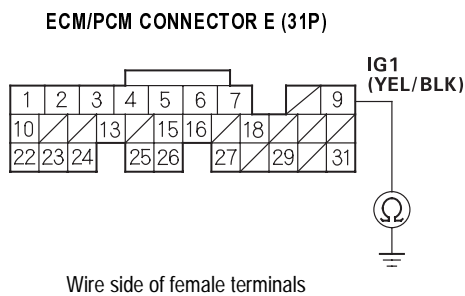 ECM/PCM CONNECTOR E (31P)
IG1
(YEL/BLK)
1 2 3 4 5 6 7 9
10 13 15 16 18
22 23 24 25 26 27 29 31
Ω
Wire side of female terminals